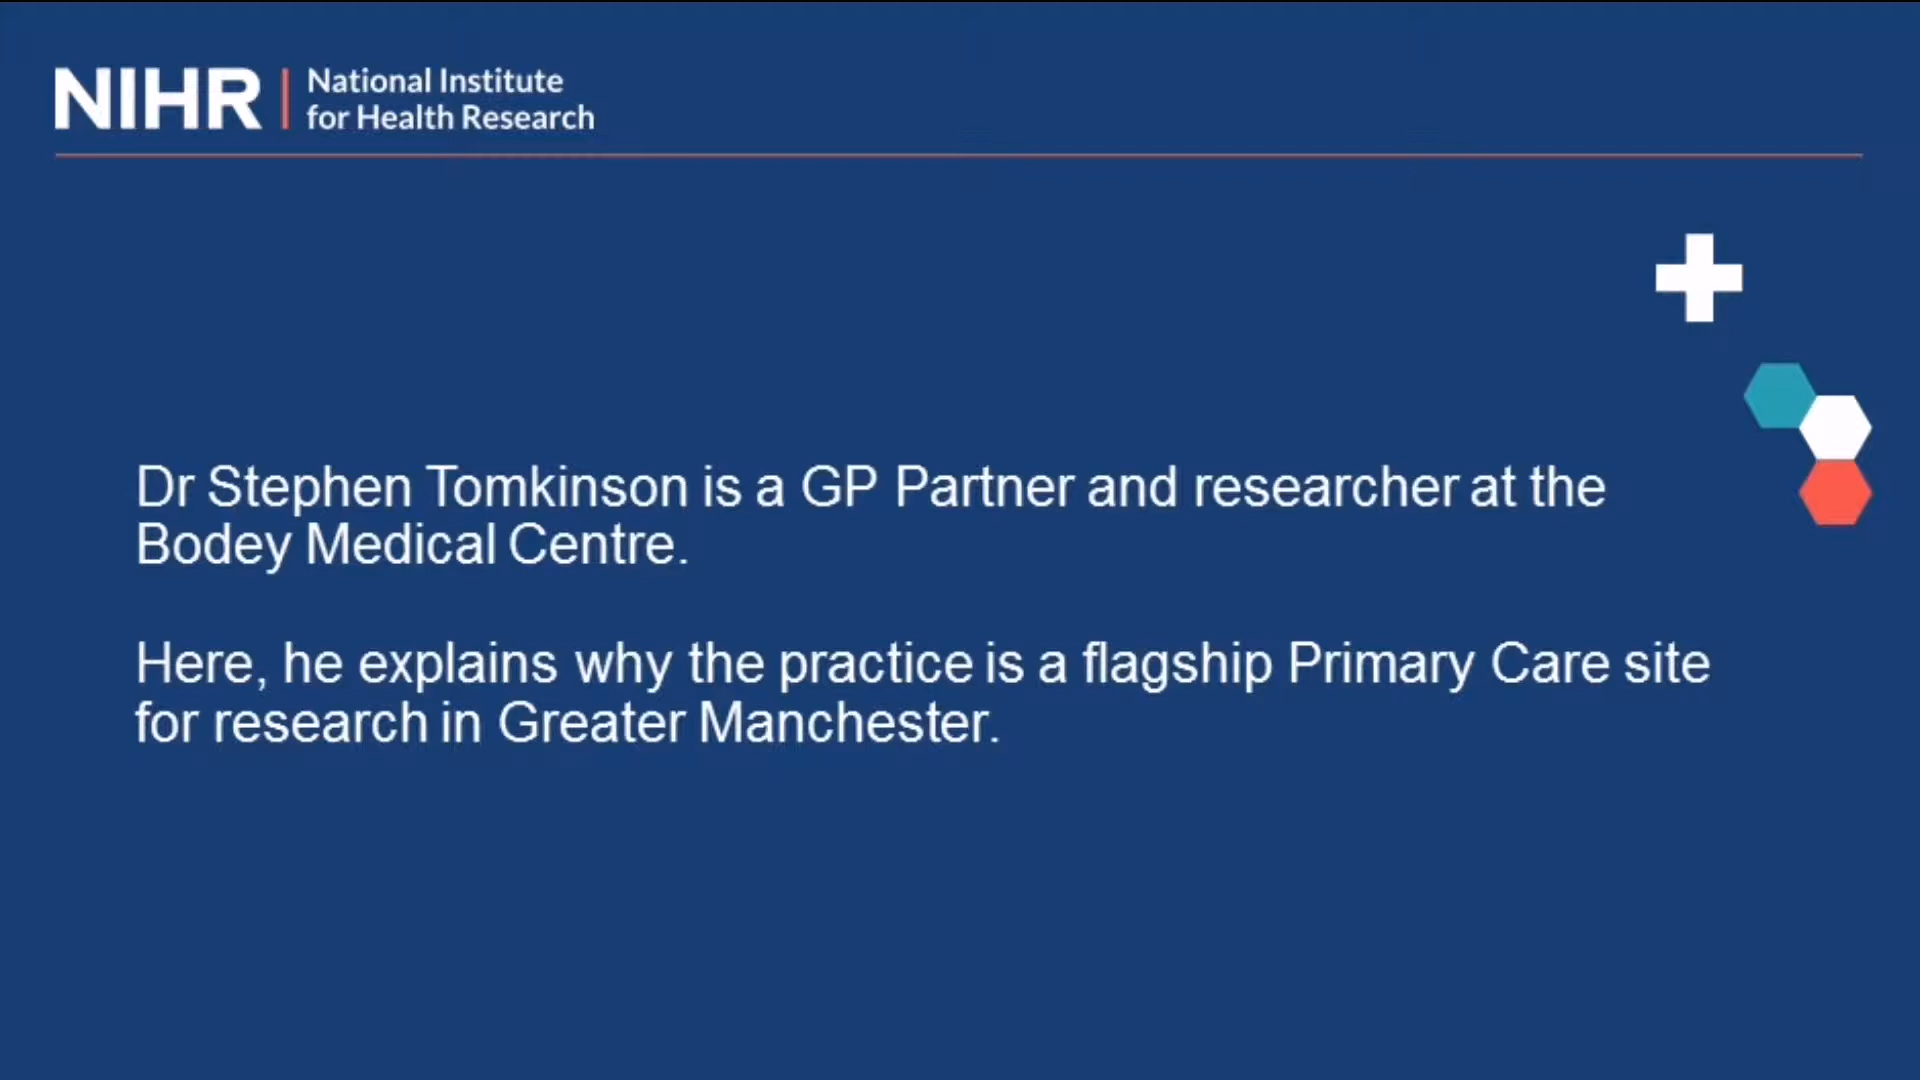 NIHR
National Institute
for Health Research
Dr Stephen Tomkinson is a GP Partner and researcher at the
Bodey Medical Centre.
Here, he explains why the practice is a flagship Primary Care site
for research in Greater Manchester.